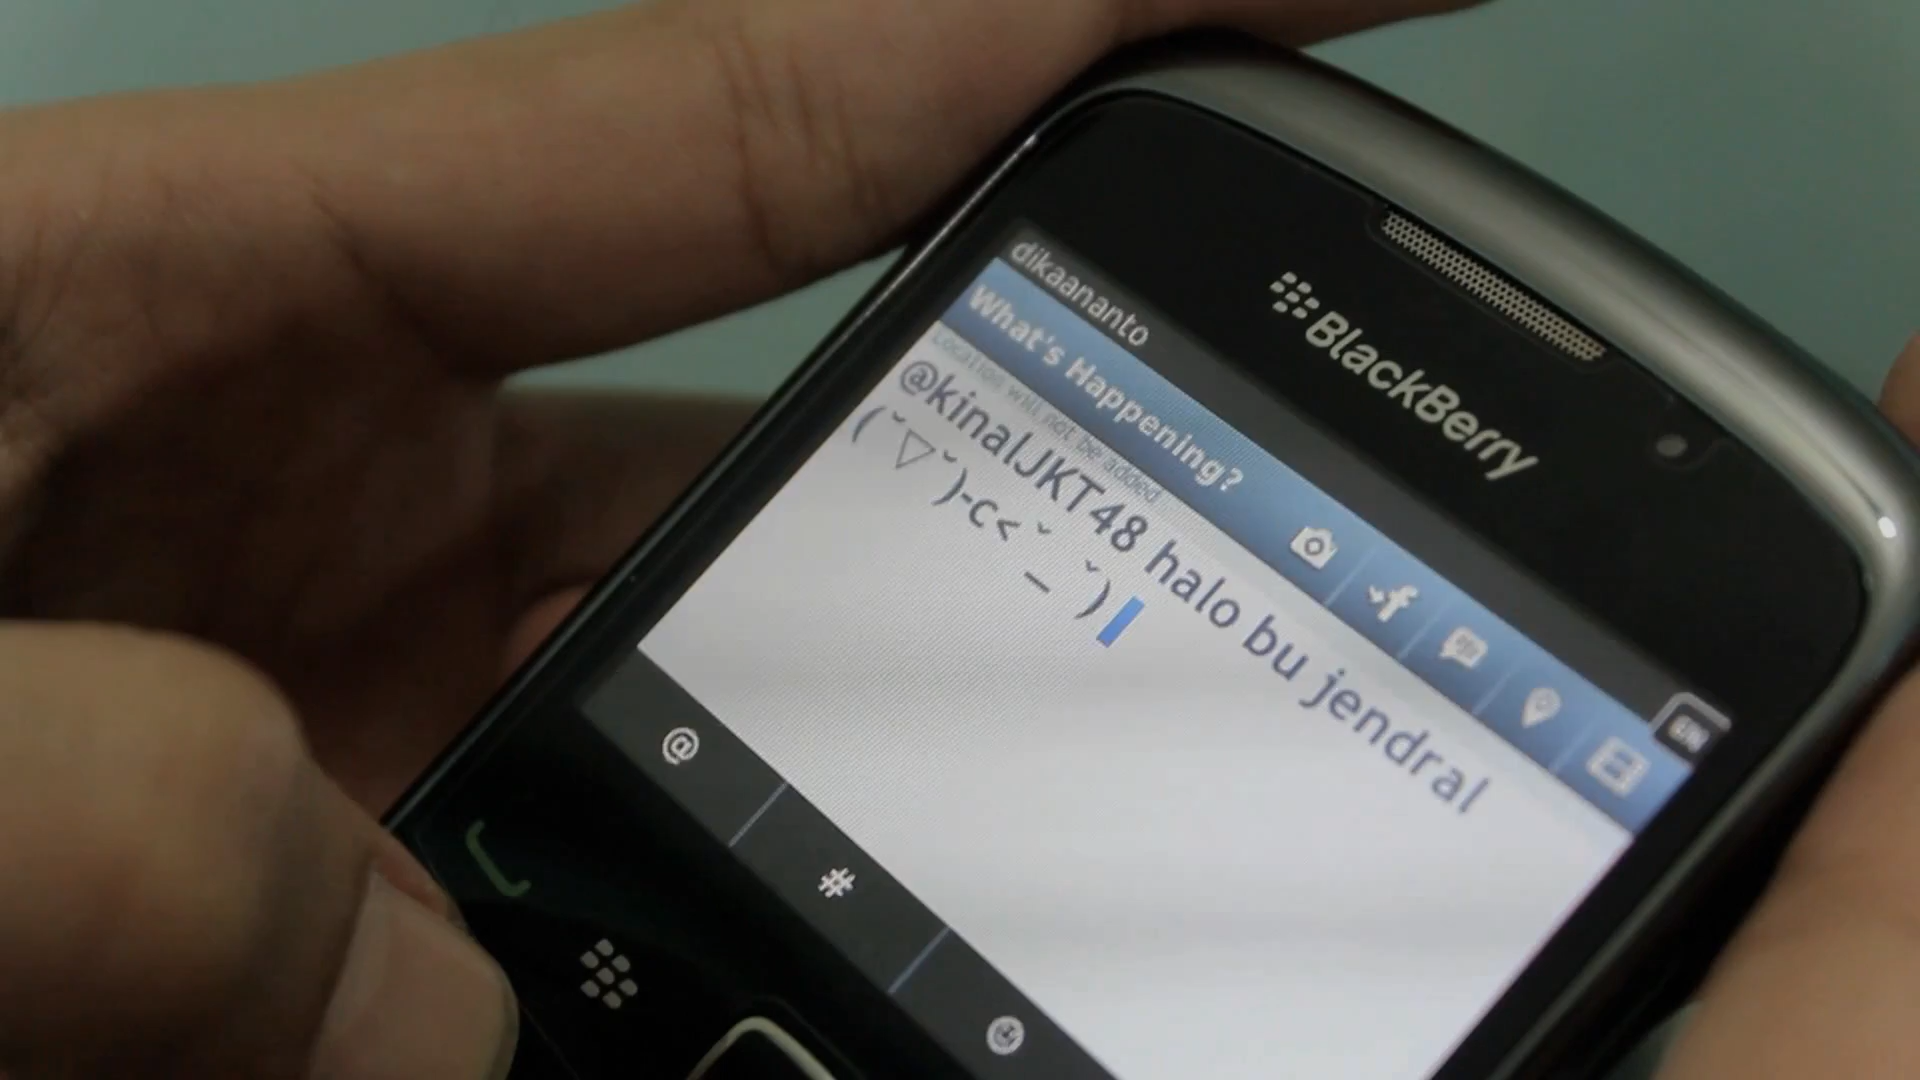 BlackBerry
dikaananto
What's Happening?
Location will not be added
@kinalJKT48 halo bu jendral
(˘▽˘)-c<˘_˘)
@
#